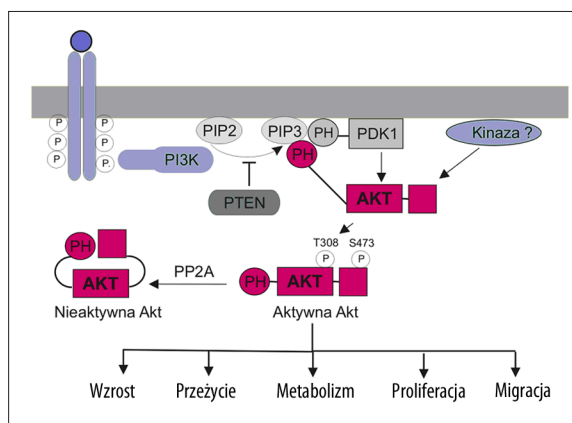 P P
P P
P P.
PI3K
PIP2
PIP3
PH
PDK1
Kinaza ?
PH
PTEN
AKT
T308 S473
P P
PH
AKT
Nieaktywna Akt
PP2A
PH
AKT
Aktywna Akt
Wzrost Przeżycie Metabolizm Proliferacja Migracja